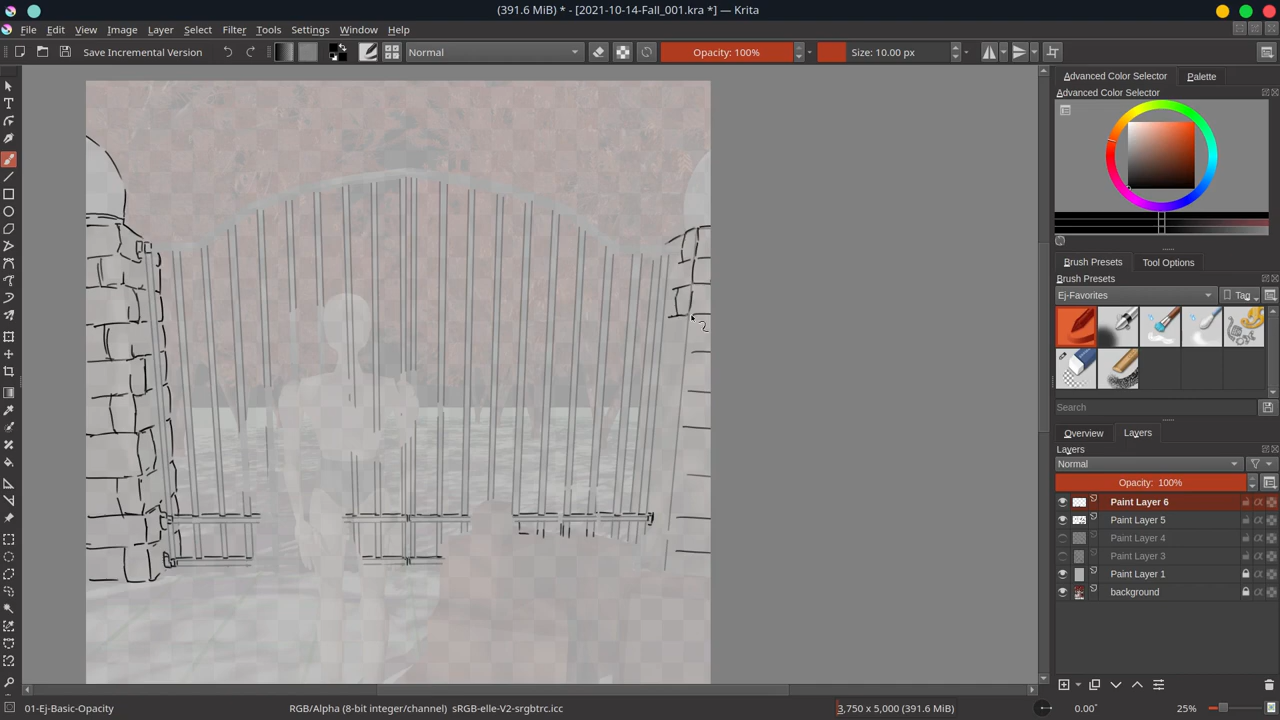 (391.6 MiB) * - [2021-10-14-Fall_001.kra *] — Krita
File Edit View Image Layer Select Filter Tools Settings Window Help
Save Incremental Version Normal Opacity: 100% Size: 10.00 px
Advanced Color Selector Palette
Advanced Color Selector
Brush Presets Tool Options
Brush Presets
Ej-Favorites Tag
Search
Overview Layers
Layers
Normal
Opacity: 100%
Paint Layer 6
Paint Layer 5
Paint Layer 4
Paint Layer 3
Paint Layer 1
background
01-Ej-Basic-Opacity RGB/Alpha (8-bit integer/channel) sRGB-elle-V2-srgbtrc.icc 3,750 x 5,000 (391.6 MiB) 0.00° 25%